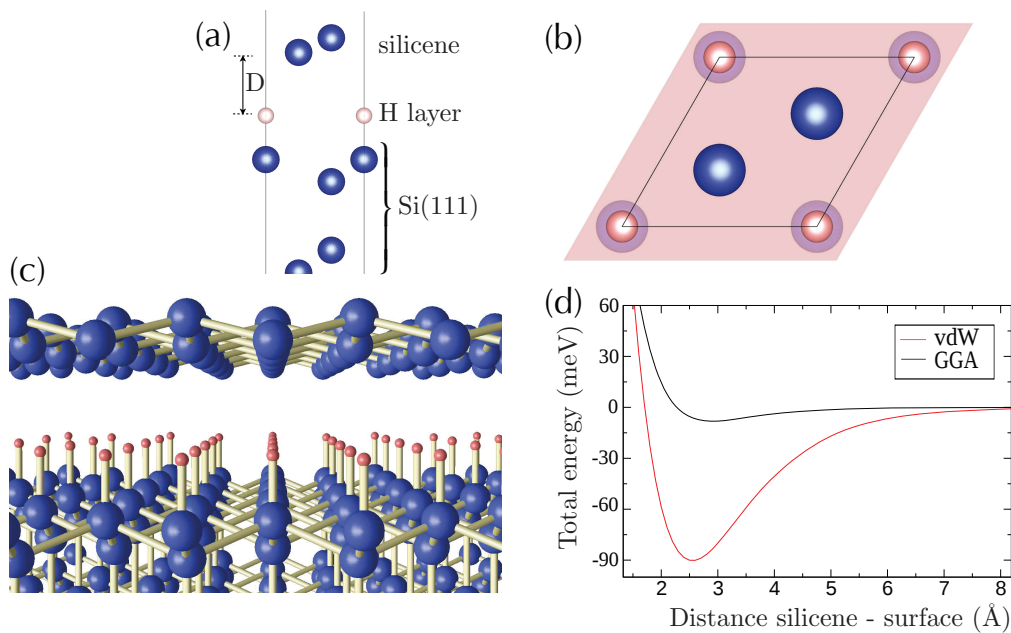 (a)
silicene
D
H layer
Si(111)
(b)
(c)
(d)
60
30
0
-30
-60
-90
Total energy (meV)
vdW
GGA
2
3
4
5
6
7
8
Distance silicene - surface (Å)